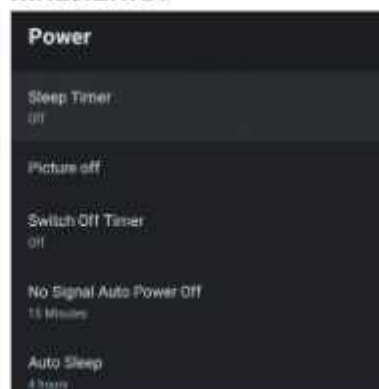 Power
Sleep Timer
Off
Picture off
Switch Off Timer
Off
No Signal Auto Power Off
15 Minutes
Auto Sleep
4 hours